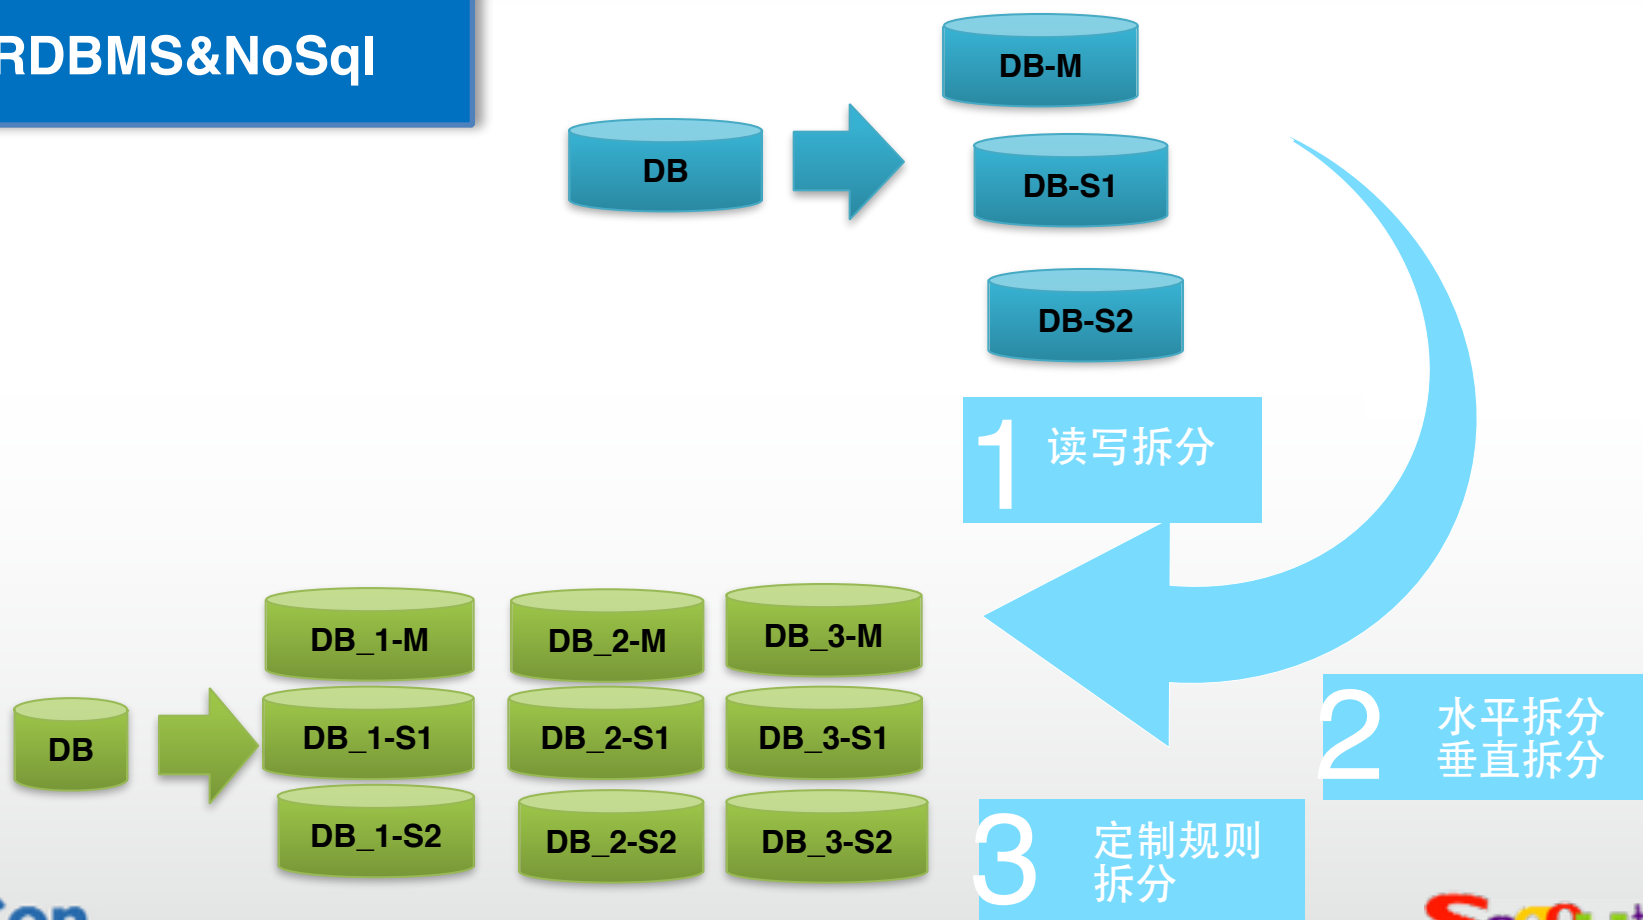 RDBMS&NoSql
DB-M
DB
DB-S1
DB-S2
1 读写拆分
DB_1-M
DB_2-M
DB_3-M
DB
DB_1-S1
DB_2-S1
DB_3-S1
DB_1-S2
DB_2-S2
DB_3-S2
2 水平拆分
垂直拆分
3 定制规则
拆分